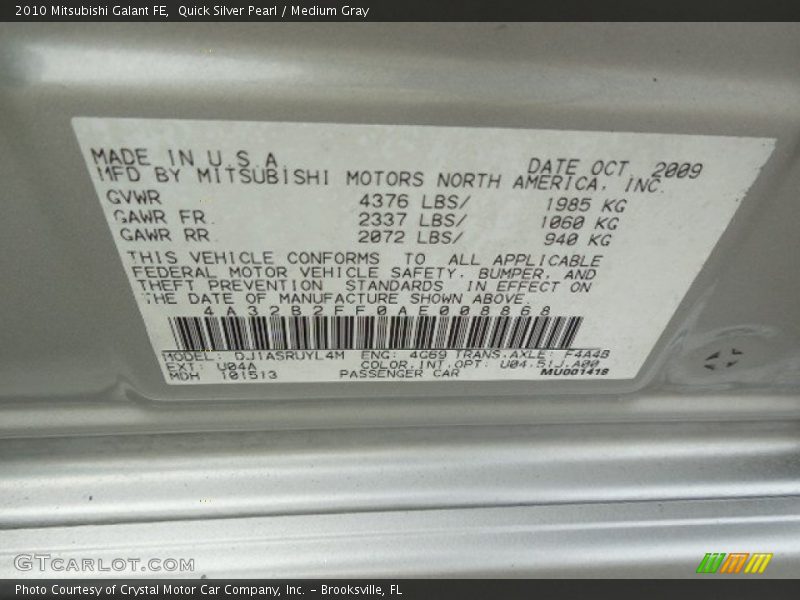 2010 Mitsubishi Galant FE,  Quick Silver Pearl / Medium Gray
MADE IN U.S.A. DATE OCT 2009
MFD BY MITSUBISHI MOTORS NORTH AMERICA, INC.
GVWR 4376 LBS/ 1985 KG
GAWR FR. 2337 LBS/ 1060 KG
GAWR RR 2072 LBS/ 940 KG
THIS VEHICLE CONFORMS TO ALL APPLICABLE
FEDERAL MOTOR VEHICLE SAFETY, BUMPER, AND
THEFT PREVENTION STANDARDS IN EFFECT ON
THE DATE OF MANUFACTURE SHOWN ABOVE.
4A32B2FF0AE008868
MODEL: DJ1ASRUYL4M ENG: 4G69 TRANS.AXLE: F4A4B
EXT: U04A COLOR.INT.OPT: U04.51J.A00
MDH 101513 PASSENGER CAR MU001418
GTCARLOT.COM
Photo Courtesy of Crystal Motor Car Company, Inc. – Brooksville, FL